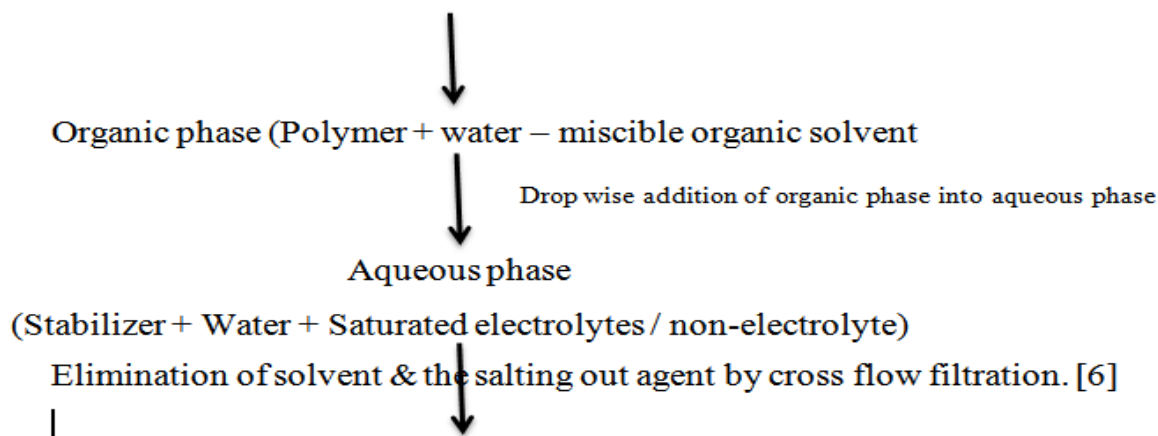 Organic phase (Polymer + water – miscible organic solvent
Drop wise addition of organic phase into aqueous phase
Aqueous phase
(Stabilizer + Water + Saturated electrolytes / non-electrolyte)
Elimination of solvent & the salting out agent by cross flow filtration. [6]